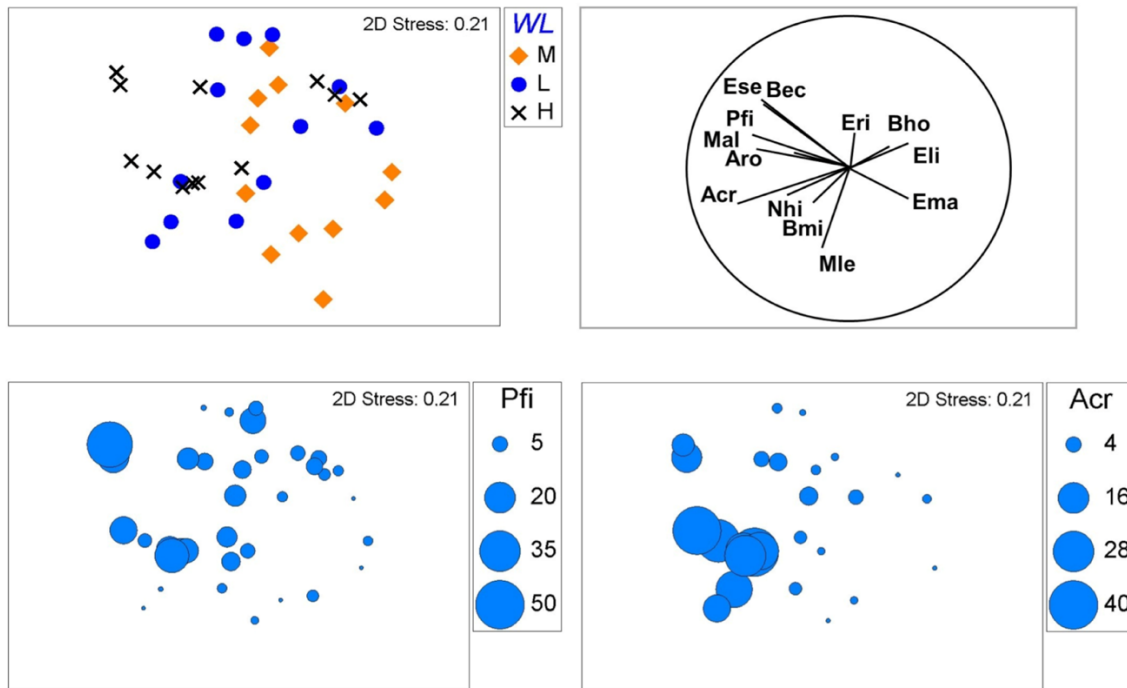 2D Stress: 0.21
WL
M
L
H
Ese Bec
Pfi
Mal
Aro
Acr
Nhi
Bmi
Mle
Eri
Bho
Eli
Ema
2D Stress: 0.21
Pfi
5
20
35
50
2D Stress: 0.21
Acr
4
16
28
40